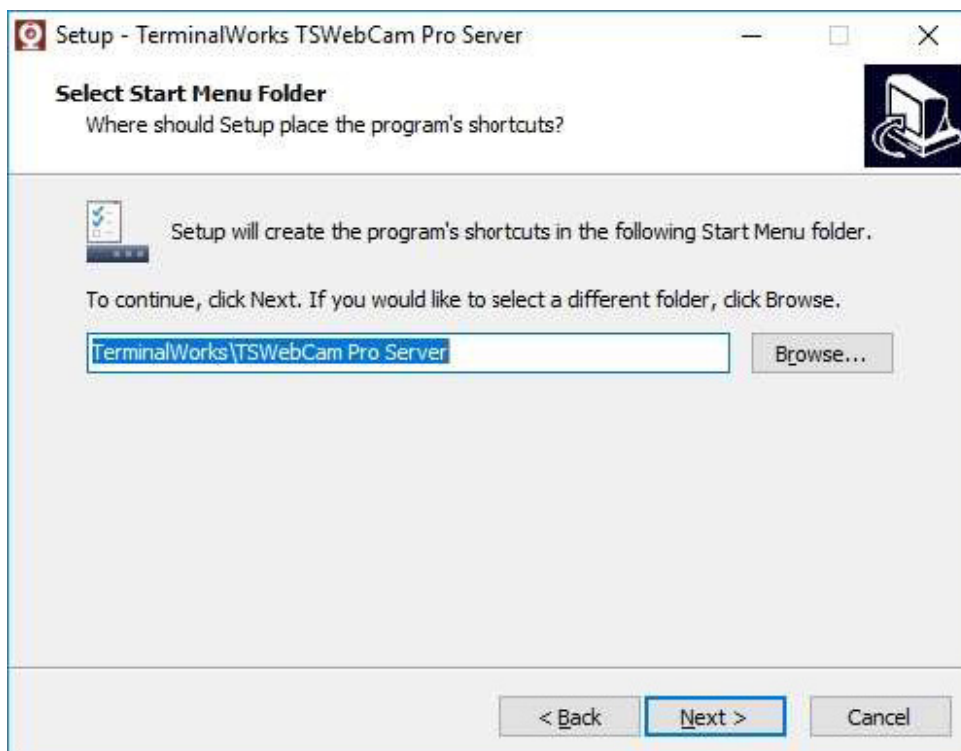 Setup - TerminalWorks TSWebCam Pro Server
Select Start Menu Folder
Where should Setup place the program's shortcuts?
Setup will create the program's shortcuts in the following Start Menu folder.
To continue, click Next. If you would like to select a different folder, click Browse.
TerminalWorks\TSWebCam Pro Server
Browse...
< Back
Next >
Cancel